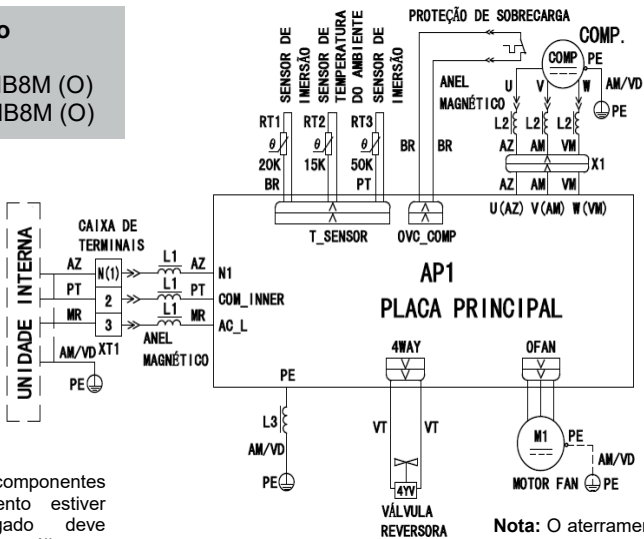 o
IB8M (O)
IB8M (O)
SENSOR DE IMERSÃO
SENSOR DE TEMPERATURA DO AMBIENTE
SENSOR DE IMERSÃO
RT1 RT2 RT3
θ θ θ
20K 15K 50K
BR PT
T_SENSOR
PROTEÇÃO DE SOBRECARGA
ANEL
MAGNÉTICO
BR BR
OVC_COMP
COMP.
COMP
PE
AM/VD
PE
U V W
L2 L2 L2
AZ AM VM
X1
AZ AM VM
U(AZ) V(AM) W(VM)
UNIDADE INTERNA
CAIXA DE
TERMINAIS
AZ N(1) L1 AZ N1
PT 2 L1 PT COM_INNER
MR 3 L1 MR AC_L
AM/VD XT1
ANEL
MAGNÉTICO
PE
AP1
PLACA PRINCIPAL
PE
L3
AM/VD
PE
4WAY
VT VT
4YV
VÁLVULA
REVERSORA
OFAN
M1
PE
AM/VD
MOTOR FAN PE
componentes
ento estiver
gado deve
Nota: O aterrame